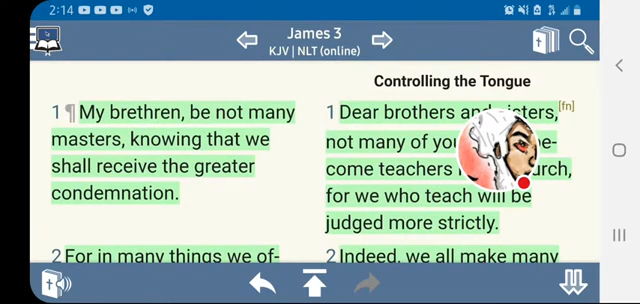 2:14
James 3
KJV | NLT (online)
Controlling the Tongue
1 ¶ My brethren, be not many
masters, knowing that we
shall receive the greater
condemnation.
2 For in many things we of-
1 Dear brothers and sisters, [fn]
not many of you be-
come teachers urch,
for we who teach will be
judged more strictly.
2 Indeed, we all make many